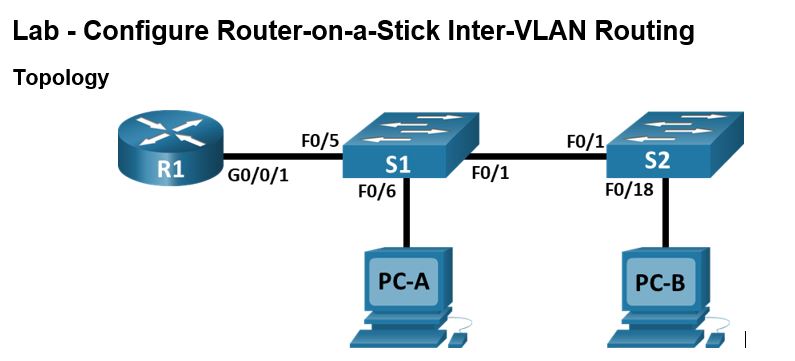 Lab - Configure Router-on-a-Stick Inter-VLAN Routing
Topology
F0/5
F0/1
R1
S1
S2
G0/0/1
F0/1
F0/6
F0/18
PC-A
PC-B